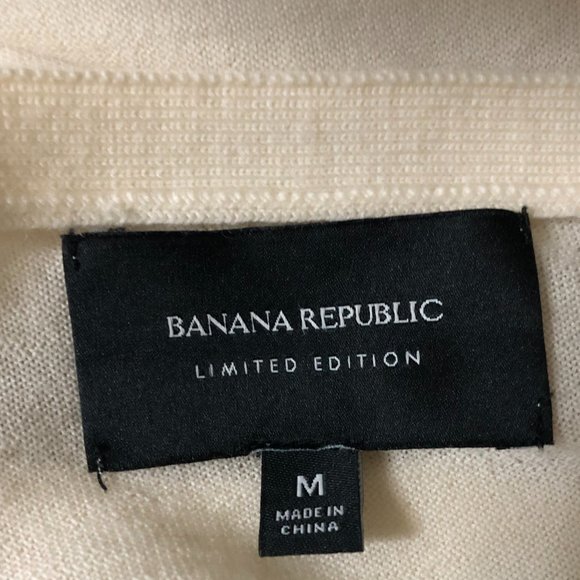 BANANA REPUBLIC
LIMITED EDITION
M
MADE IN
CHINA